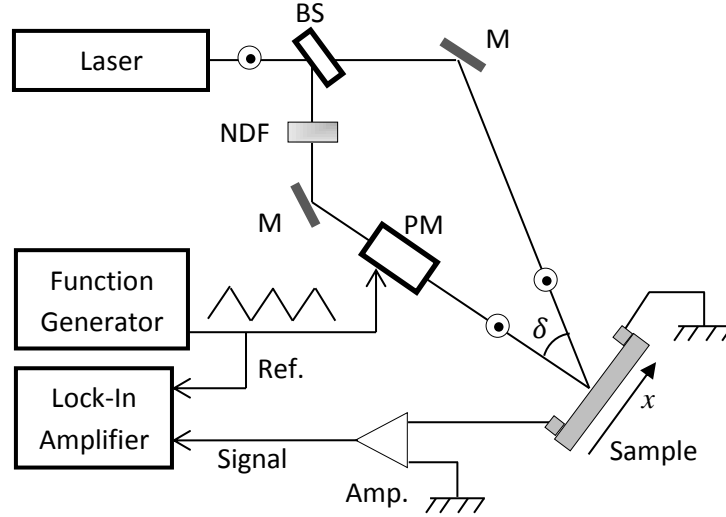 BS
M
Laser
NDF
M
PM
Function
Generator
δ
Ref.
x
Lock-In
Amplifier
Signal
Sample
Amp.